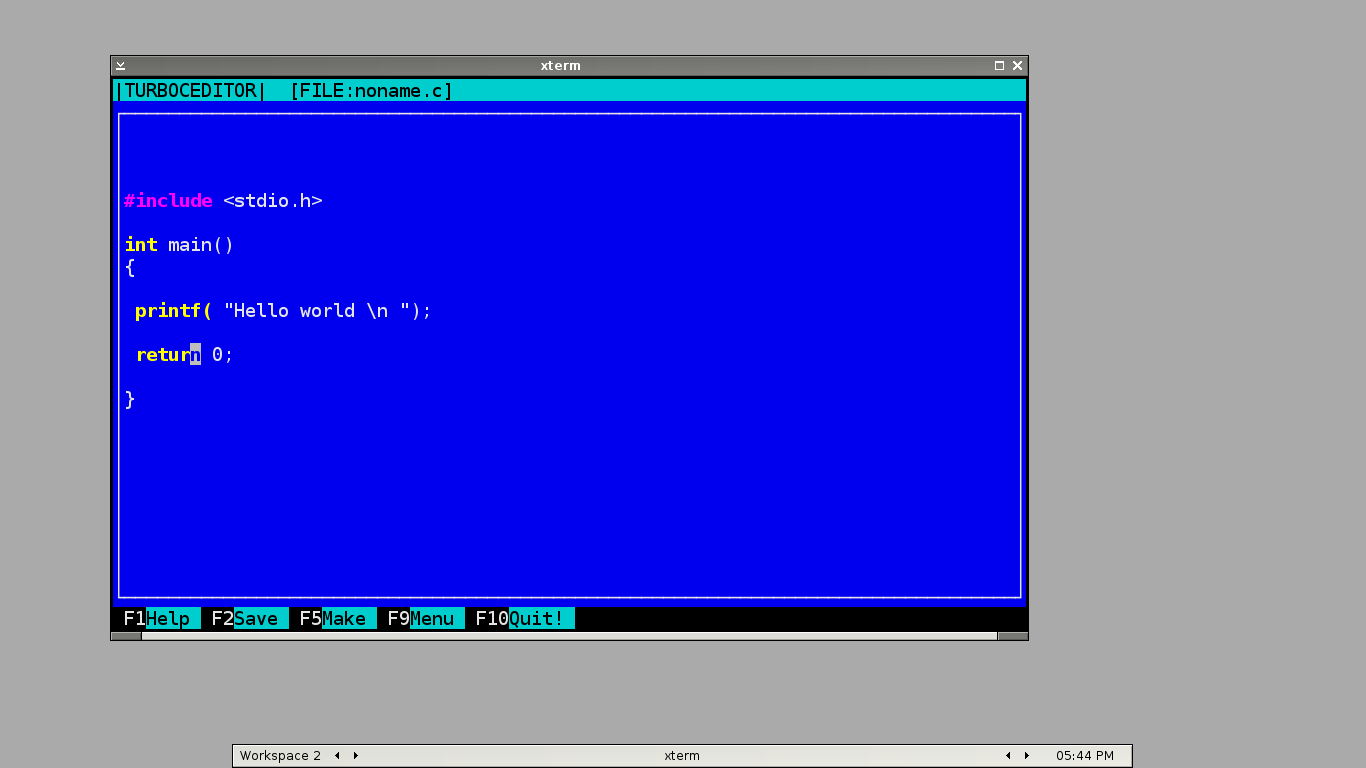 xterm
|TURBOCEDITOR|  [FILE:noname.c]
#include <stdio.h>
int main()
{
printf( "Hello world \n ");
return 0;
}
F1Help F2Save F5Make F9Menu F10Quit!
Workspace 2 xterm 05:44 PM